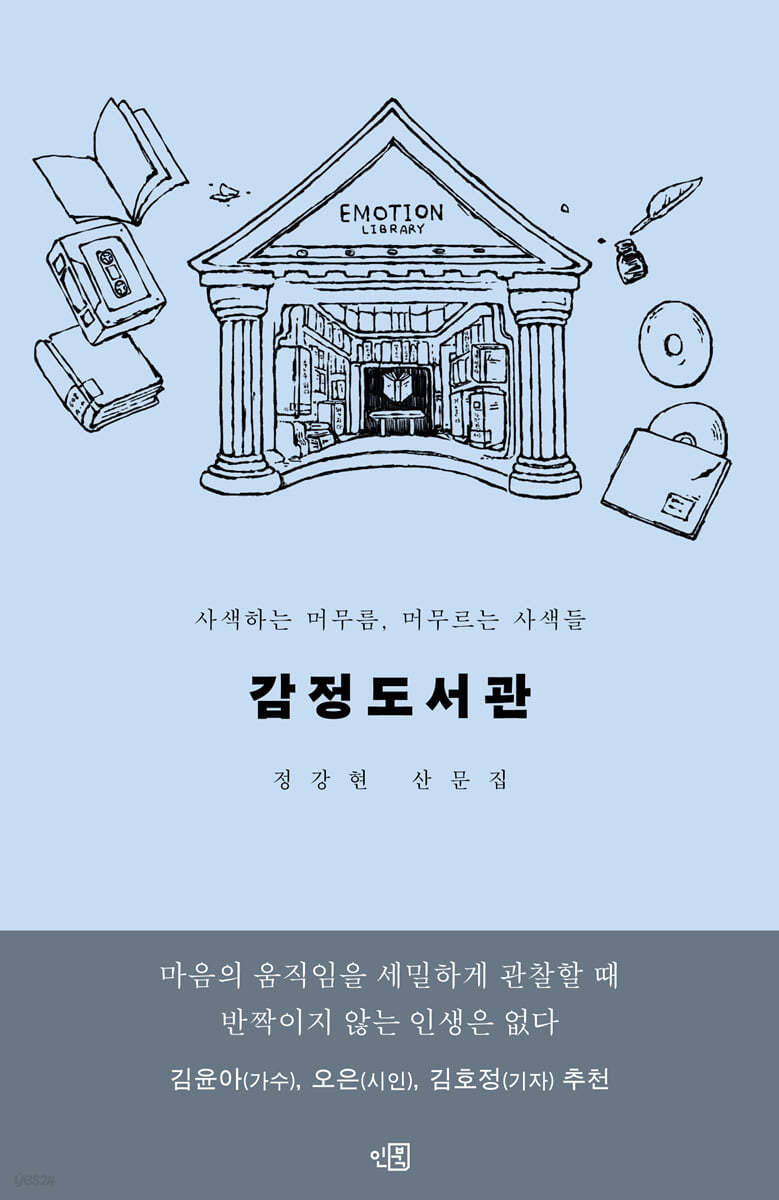 EMOTION
LIBRARY
사색하는 머무름, 머무르는 사색들
감정도서관
정강현 산문집
마음의 움직임을 세밀하게 관찰할 때
반짝이지 않는 인생은 없다
김윤아(가수), 오은(시인), 김호정(기자) 추천
인북
yes24